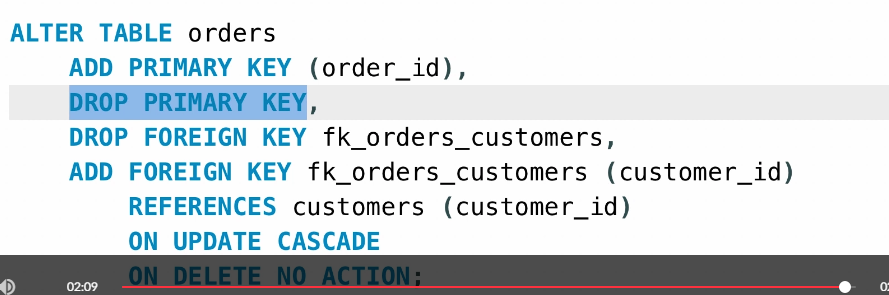 ALTER TABLE orders
ADD PRIMARY KEY (order_id),
DROP PRIMARY KEY,
DROP FOREIGN KEY fk_orders_customers,
ADD FOREIGN KEY fk_orders_customers (customer_id)
REFERENCES customers (customer_id)
ON UPDATE CASCADE
ON DELETE NO ACTION;
02:09